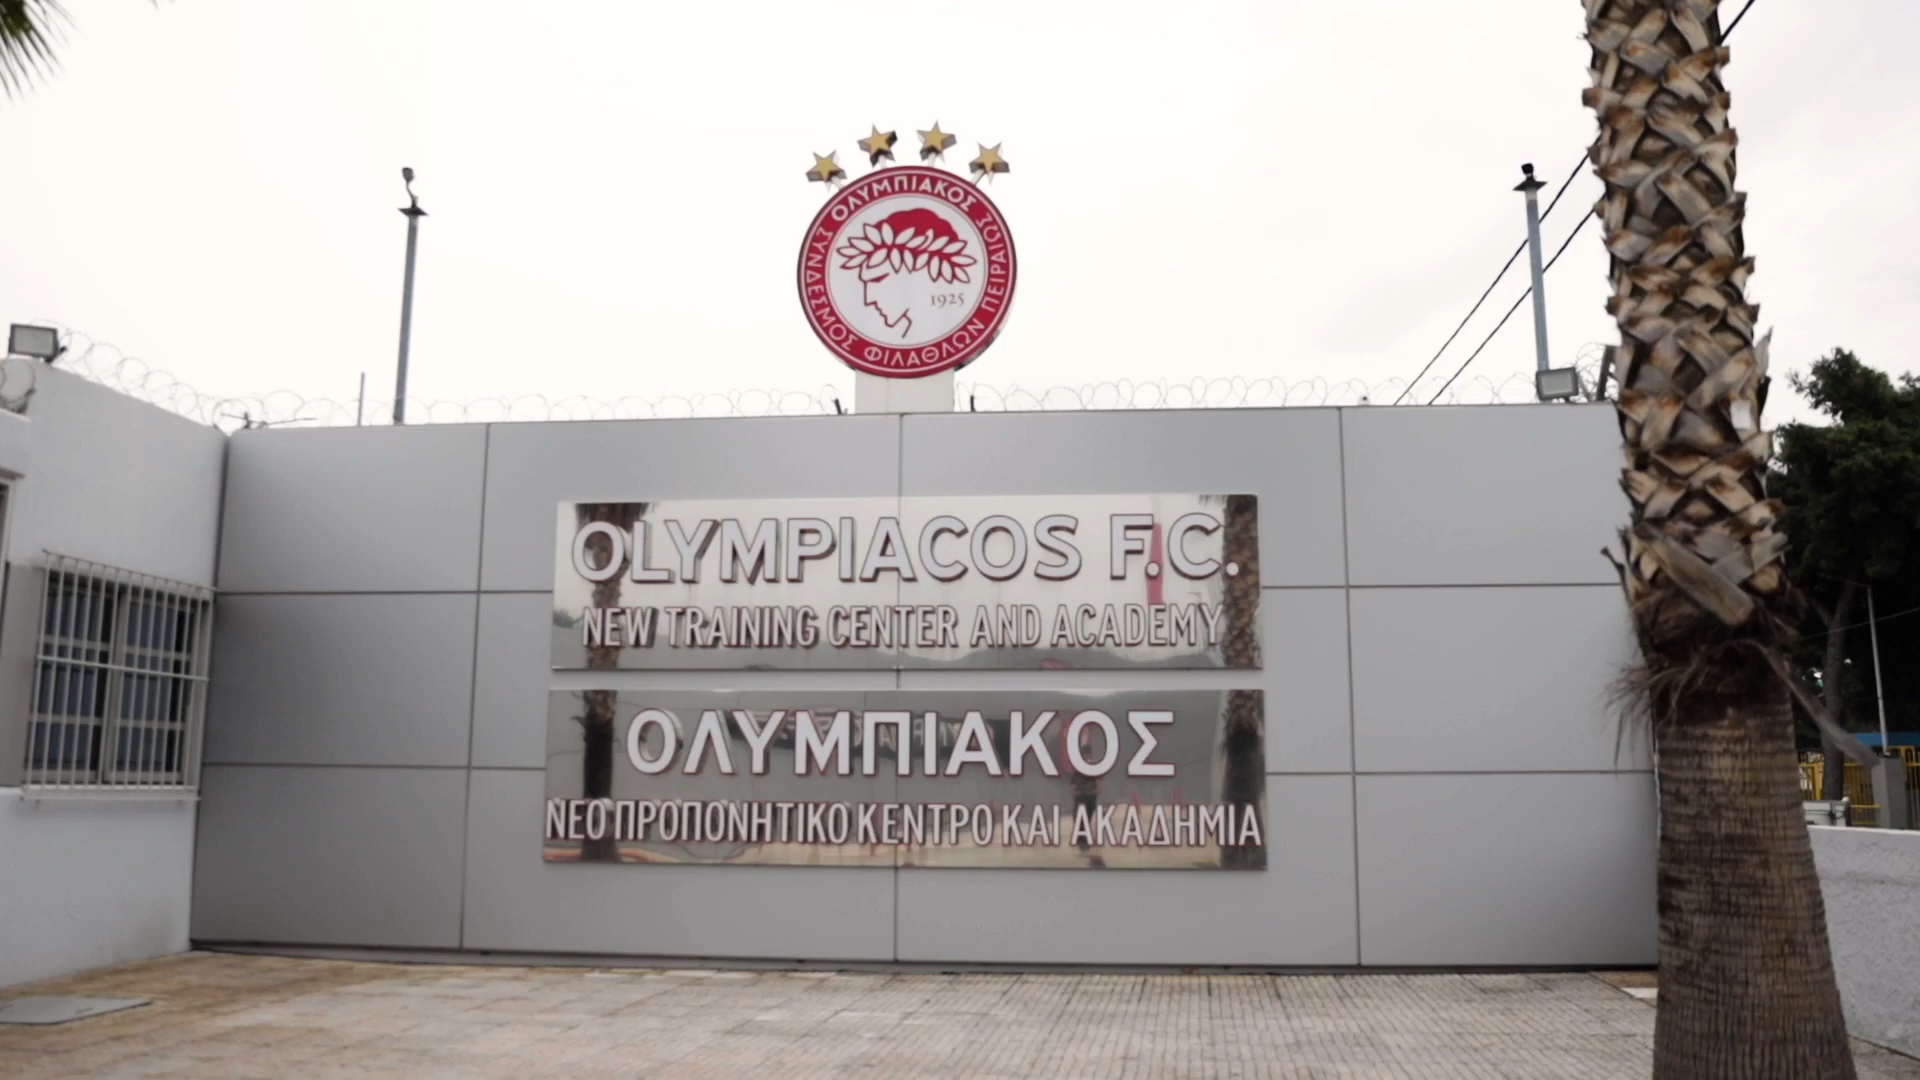 ΟΛΥΜΠΙΑΚΟΣ
ΣΥΝΔΕΣΜΟΣ ΦΙΛΑΘΛΩΝ ΠΕΙΡΑΙΩΣ
1925
OLYMPIACOS F.C.
NEW TRAINING CENTER AND ACADEMY
ΟΛΥΜΠΙΑΚΟΣ
ΝΕΟ ΠΡΟΠΟΝΗΤΙΚΟ ΚΕΝΤΡΟ ΚΑΙ ΑΚΑΔΗΜΙΑ